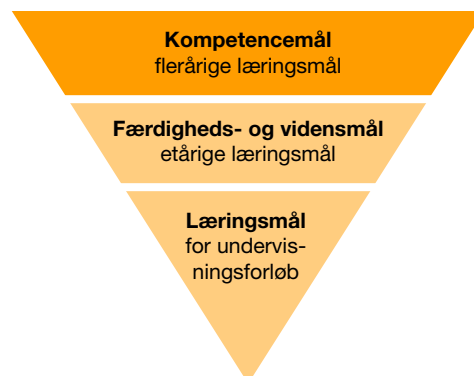 Kompetencemål
flerårige læringsmål
Færdigheds- og vidensmål
etårige læringsmål
Læringsmål
for undervis-
ningsforløb